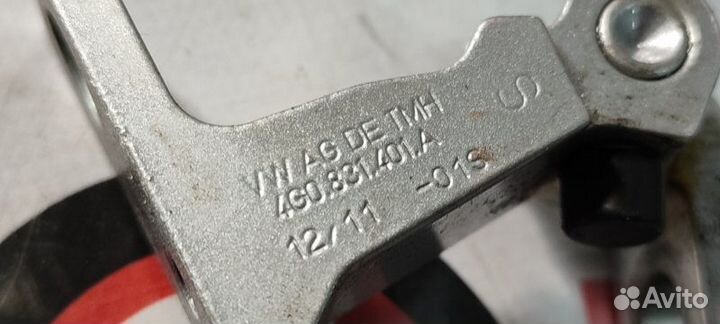 VW AG DE TMH
4G0.831.401.A
12/11 -01S
S
Avito